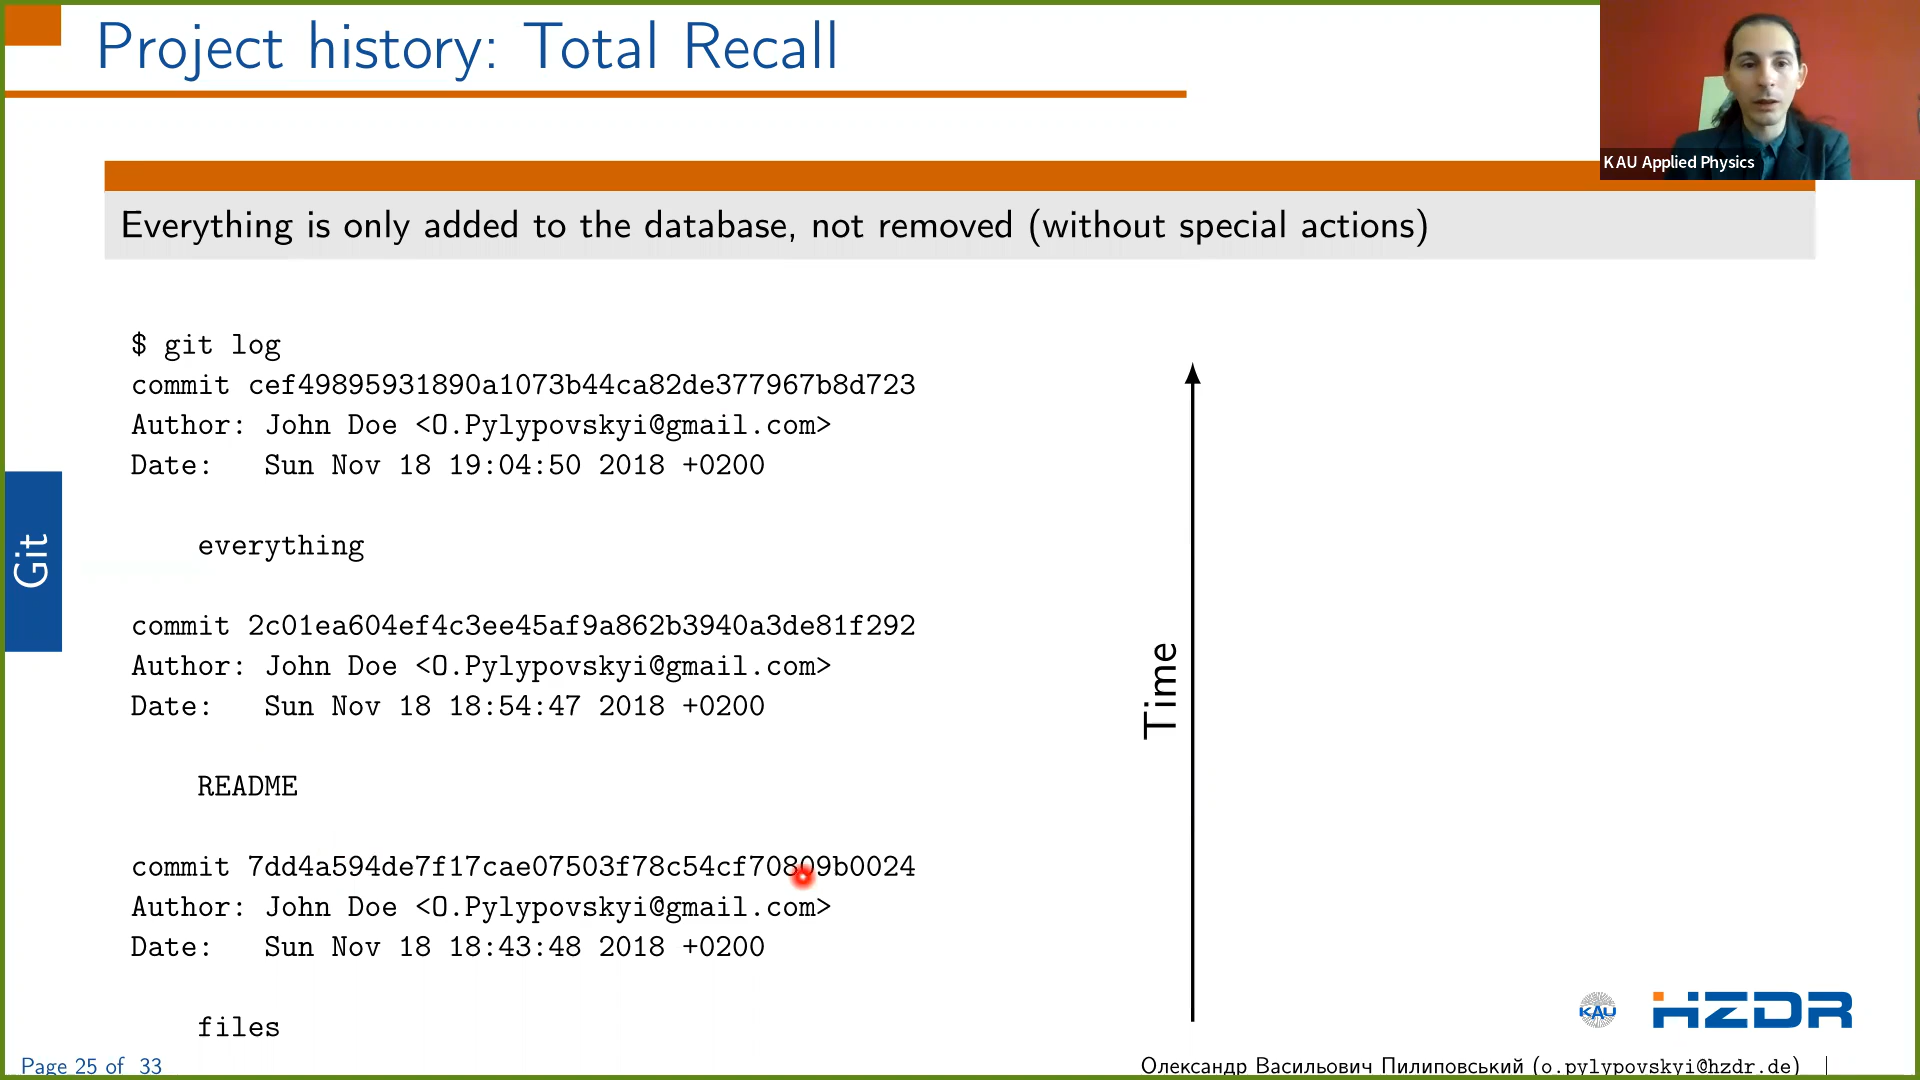 Project history: Total Recall
KAU Applied Physics
Everything is only added to the database, not removed (without special actions)
$ git log
commit cef49895931890a1073b44ca82de377967b8d723
Author: John Doe <O.Pylypovskyi@gmail.com>
Date:   Sun Nov 18 19:04:50 2018 +0200
everything
commit 2c01ea604ef4c3ee45af9a862b3940a3de81f292
Author: John Doe <O.Pylypovskyi@gmail.com>
Date:   Sun Nov 18 18:54:47 2018 +0200
README
commit 7dd4a594de7f17cae07503f78c54cf70809b0024
Author: John Doe <O.Pylypovskyi@gmail.com>
Date:   Sun Nov 18 18:43:48 2018 +0200
files
Time
Git
KAU
HZDR
Page 25 of 33
Олександр Васильович Пилиповський (o.pylypovskyi@hzdr.de)